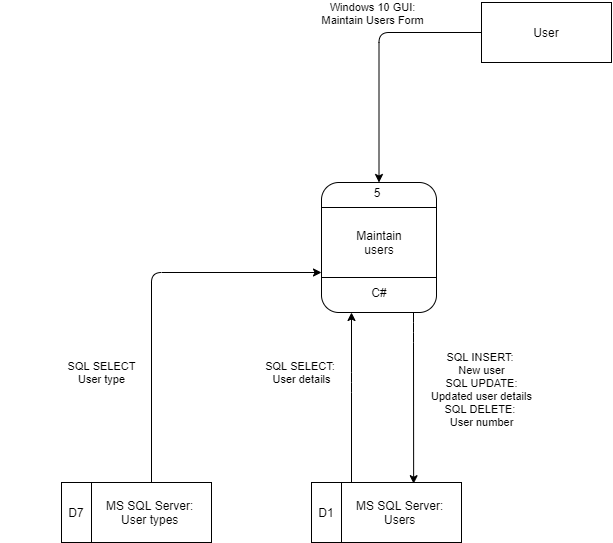 Windows 10 GUI:
Maintain Users Form
User
5
Maintain
users
C#
SQL SELECT
User type
SQL SELECT:
User details
SQL INSERT:
New user
SQL UPDATE:
Updated user details
SQL DELETE:
User number
D7
MS SQL Server:
User types
D1
MS SQL Server:
Users